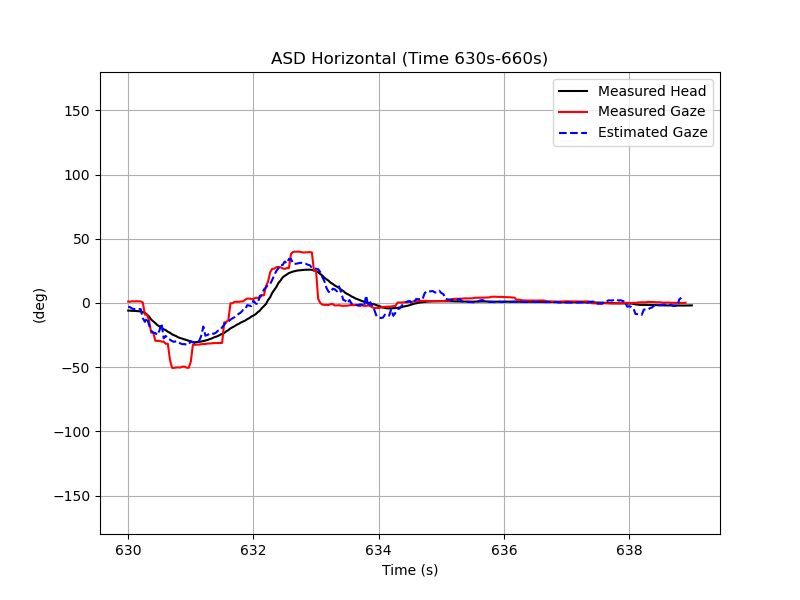 ASD Horizontal (Time 630s-660s)
Measured Head
Measured Gaze
Estimated Gaze
150
100
50
0
−50
−100
−150
(deg)
630 632 634 636 638
Time (s)